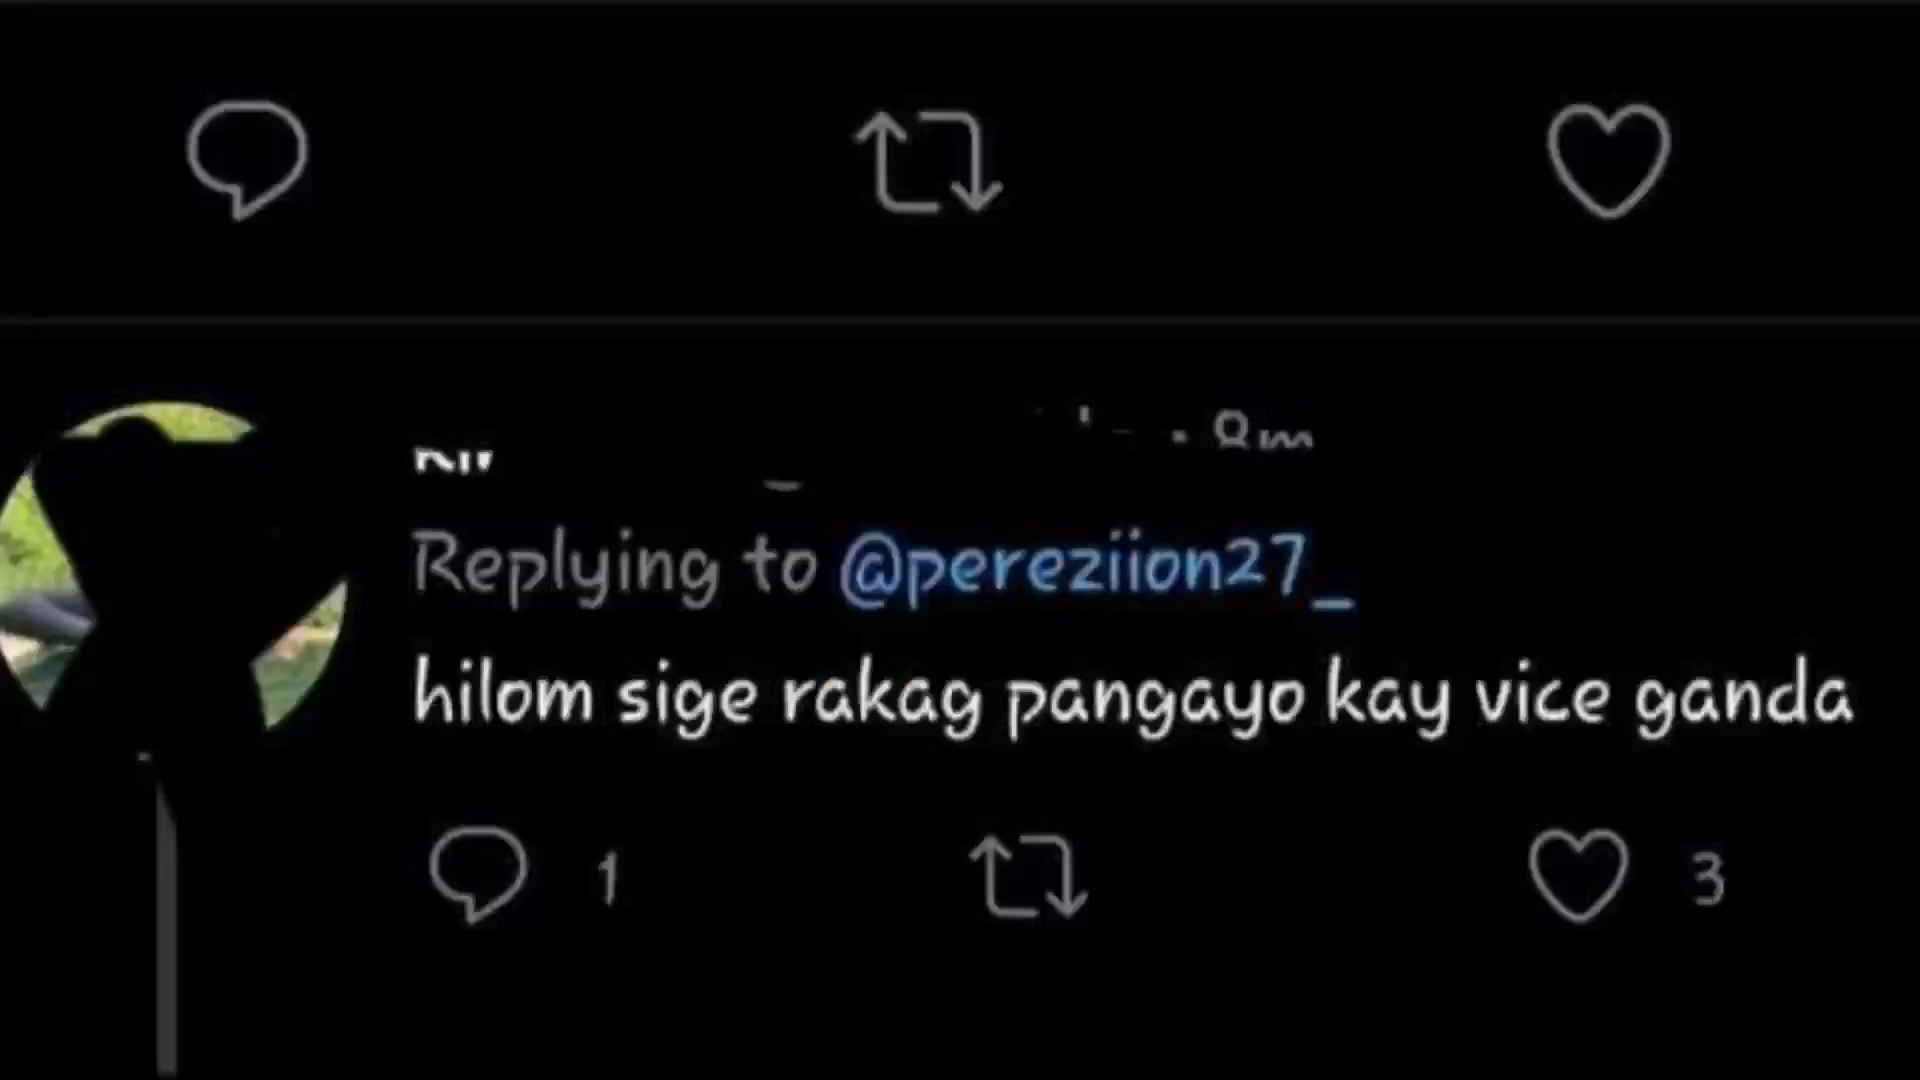 Replying to @pereziion27_
hilom sige rakag pangayo kay vice ganda
1 3